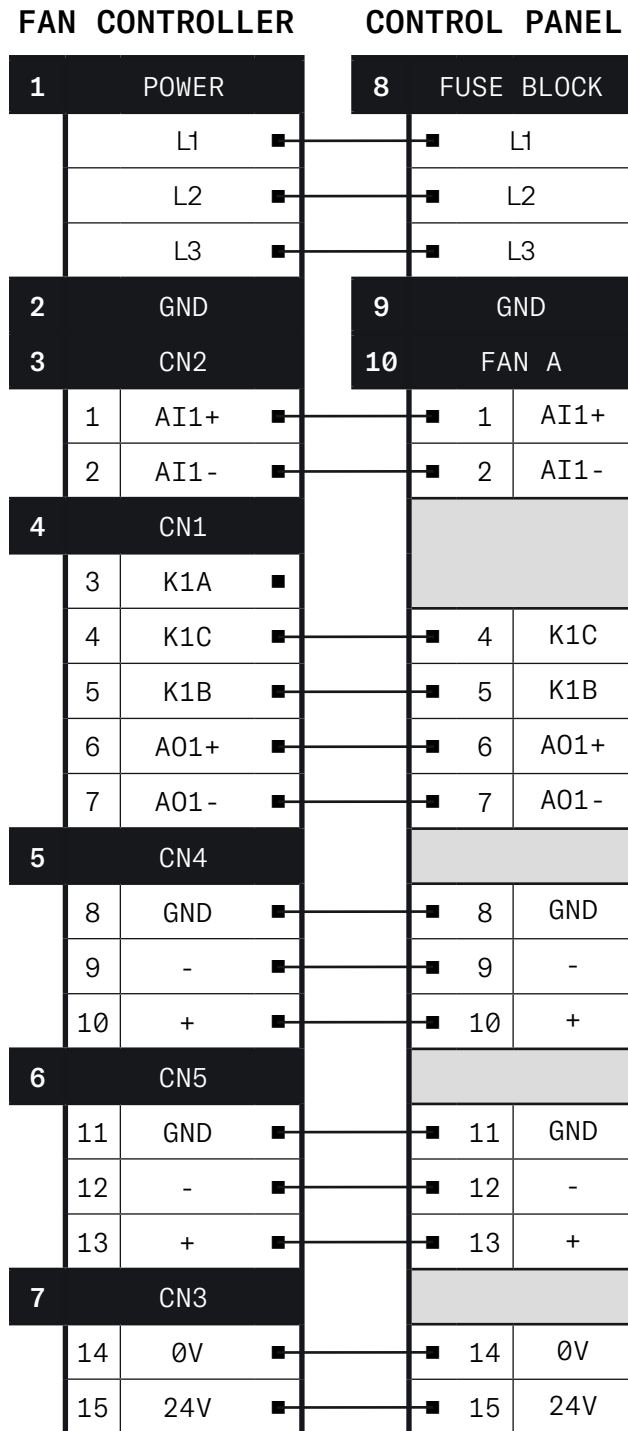 FAN CONTROLLER CONTROL PANEL
1 POWER 8 FUSE BLOCK
L1 L1
L2 L2
L3 L3
2 GND 9 GND
3 CN2 10 FAN A
1 AI1+ 1 AI1+
2 AI1- 2 AI1-
4 CN1
3 K1A
4 K1C 4 K1C
5 K1B 5 K1B
6 AO1+ 6 AO1+
7 AO1- 7 AO1-
5 CN4
8 GND 8 GND
9 - 9 -
10 + 10 +
6 CN5
11 GND 11 GND
12 - 12 -
13 + 13 +
7 CN3
14 0V 14 0V
15 24V 15 24V